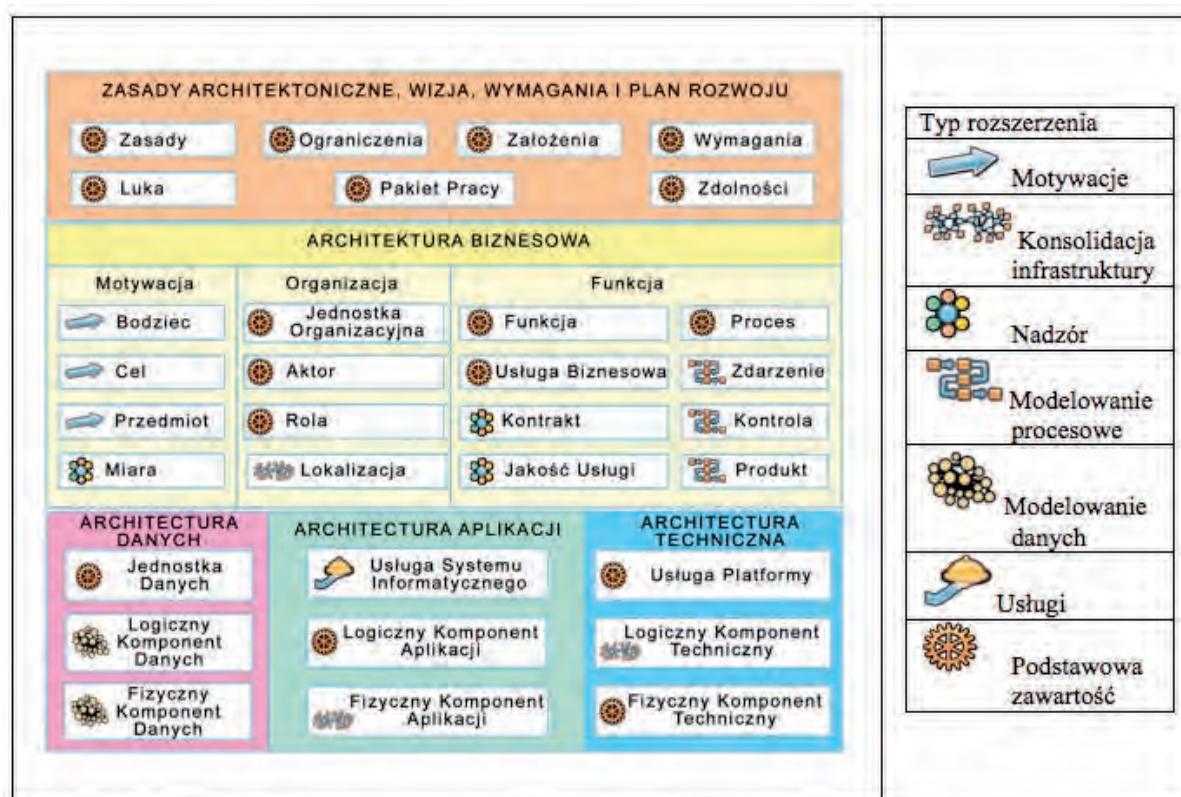 ZASADY ARCHITEKTONICZNE, WIZJA, WYMAGANIA I PLAN ROZWOJU
Zasady
Ograniczenia
Założenia
Wymagania
Luka
Pakiet Pracy
Zdolności
ARCHITEKTURA BIZNESOWA
Motywacja
Organizacja
Funkcja
Bodziec
Jednostka
Organizacyjna
Funkcja
Proces
Cel
Aktor
Usługa Biznesowa
Zdarzenie
Przedmiot
Rola
Kontrakt
Kontrola
Miara
Lokalizacja
Jakość Usługi
Produkt
ARCHITECTURA
DANYCH
Jednostka
Danych
Logiczny
Komponent
Danych
Fizyczny
Komponent
Danych
ARCHITECTURA APLIKACJI
Usługa Systemu
Informatycznego
Logiczny Komponent
Aplikacji
Fizyczny Komponent
Aplikacji
ARCHITECTURA
TECHNICZNA
Usługa Platformy
Logiczny Komponent
Techniczny
Fizyczny Komponent
Techniczny
Typ rozszerzenia
Motywacje
Konsolidacja
infrastruktury
Nadzór
Modelowanie
procesowe
Modelowanie
danych
Usługi
Podstawowa
zawartość